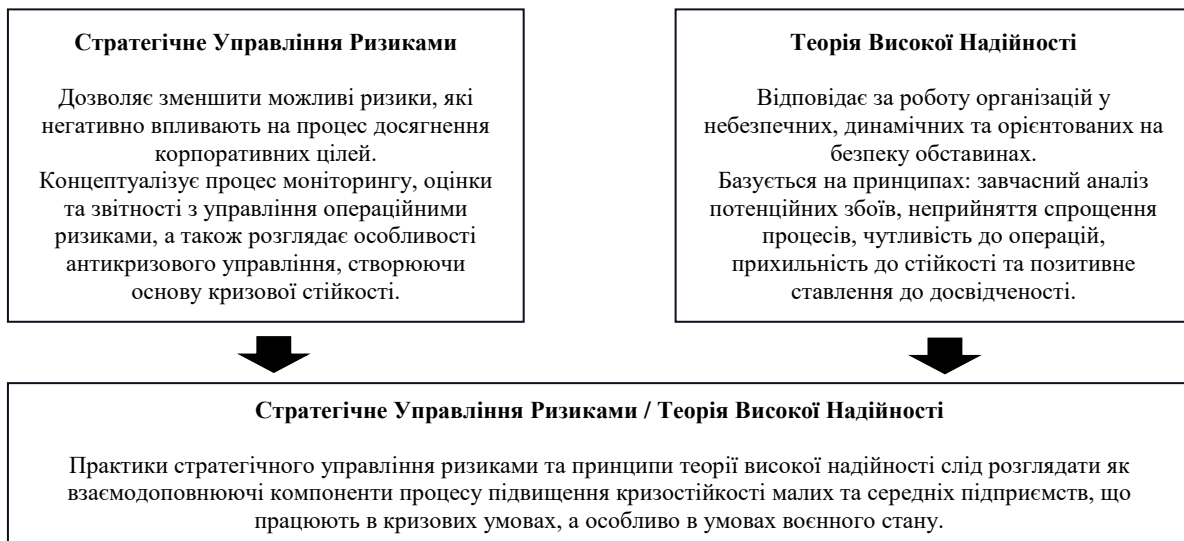 Стратегічне Управління Ризиками
Дозволяє зменшити можливі ризики, які
негативно впливають на процес досягнення
корпоративних цілей.
Концептуалізує процес моніторингу, оцінки
та звітності з управління операційними
ризиками, а також розглядає особливості
антикризового управління, створюючи
основу кризової стійкості.
Теорія Високої Надійності
Відповідає за роботу організацій у
небезпечних, динамічних та орієнтованих на
безпеку обставинах.
Базується на принципах: завчасний аналіз
потенційних збоїв, неприйняття спрощення
процесів, чутливість до операцій,
прихильність до стійкості та позитивне
ставлення до досвідченості.
Стратегічне Управління Ризиками / Теорія Високої Надійності
Практики стратегічного управління ризиками та принципи теорії високої надійності слід розглядати як
взаємодоповнюючі компоненти процесу підвищення кризостійкості малих та середніх підприємств, що
працюють в кризових умовах, а особливо в умовах воєнного стану.